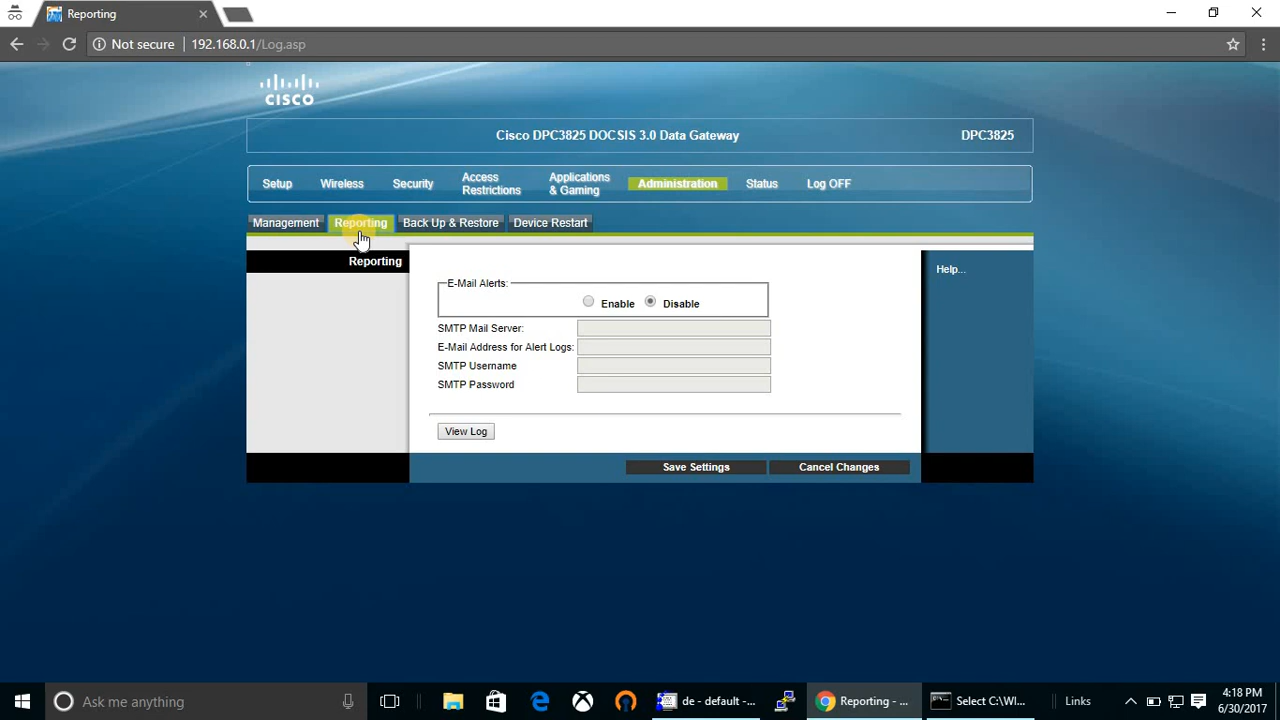 Reporting
Not secure
192.168.0.1/Log.asp
CISCO
Cisco DPC3825 DOCSIS 3.0 Data Gateway
DPC3825
Setup
Wireless
Security
Access
Restrictions
Applications
& Gaming
Administration
Status
Log OFF
Management
Reporting
Back Up & Restore
Device Restart
Reporting
Help...
E-Mail Alerts:
Enable
Disable
SMTP Mail Server:
E-Mail Address for Alert Logs:
SMTP Username
SMTP Password
View Log
Save Settings
Cancel Changes
Ask me anything
de - default -...
Reporting - ...
Select C:\WI...
Links
4:18 PM
6/30/2017